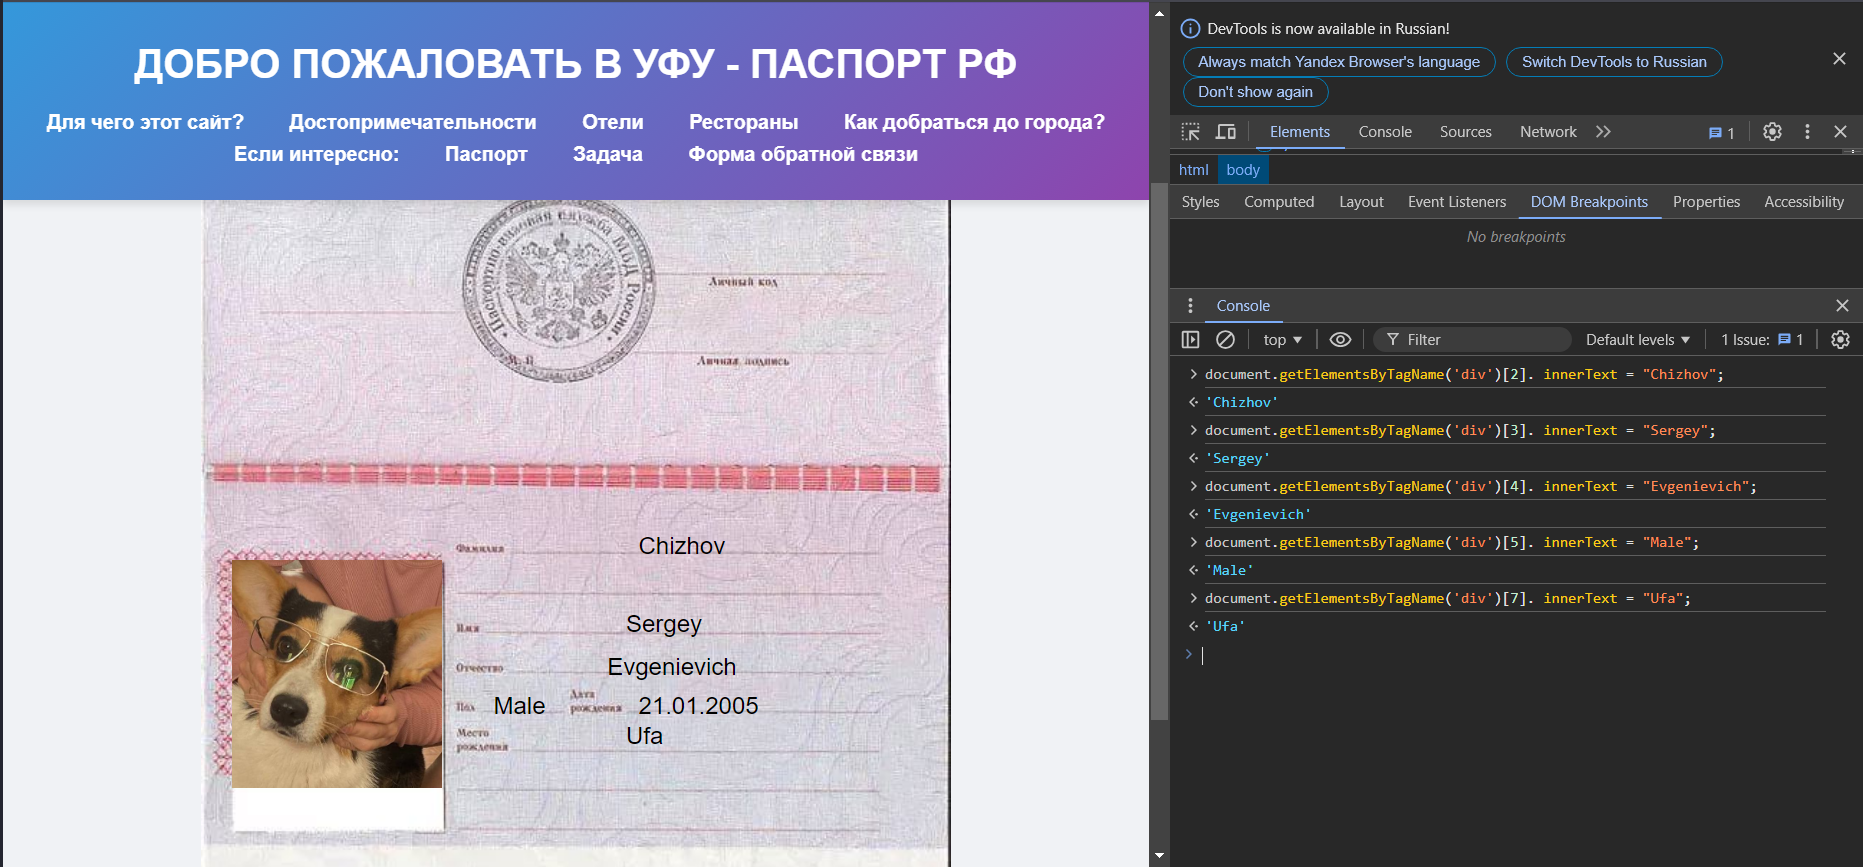 ДОБРО ПОЖАЛОВАТЬ В УФУ - ПАСПОРТ РФ
Для чего этот сайт? Достопримечательности Отели Рестораны Как добраться до города?
Если интересно: Паспорт Задача Форма обратной связи
Паспортно-визовая служба МВД России
Личный код
М. П.
Личная подпись
Фамилия Chizhov
Имя Sergey
Отчество Evgenievich
Пол Male Дата рождения 21.01.2005
Место рождения Ufa
DevTools is now available in Russian!
Always match Yandex Browser's language Switch DevTools to Russian
Don't show again
Elements Console Sources Network 1
html body
Styles Computed Layout Event Listeners DOM Breakpoints Properties Accessibility
No breakpoints
Console
top Filter Default levels 1 Issue: 1
document.getElementsByTagName('div')[2]. innerText = "Chizhov";
'Chizhov'
document.getElementsByTagName('div')[3]. innerText = "Sergey";
'Sergey'
document.getElementsByTagName('div')[4]. innerText = "Evgenievich";
'Evgenievich'
document.getElementsByTagName('div')[5]. innerText = "Male";
'Male'
document.getElementsByTagName('div')[7]. innerText = "Ufa";
'Ufa'